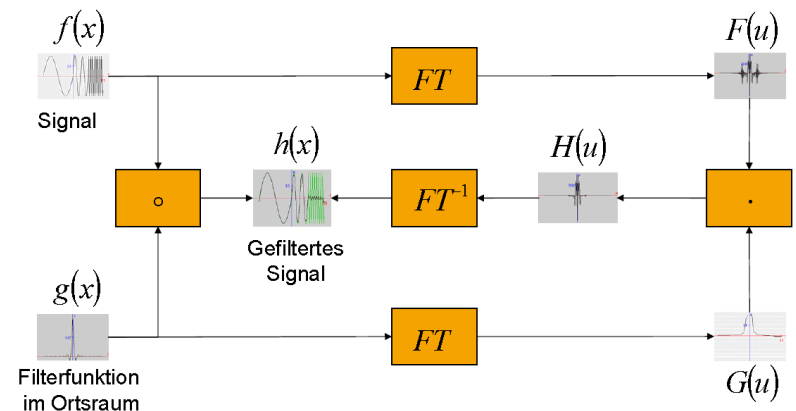 f(x)
F(u)
FT
Signal
h(x)
H(u)
∘
FT⁻¹
·
Gefiltertes
Signal
g(x)
FT
Filterfunktion
im Ortsraum
G(u)